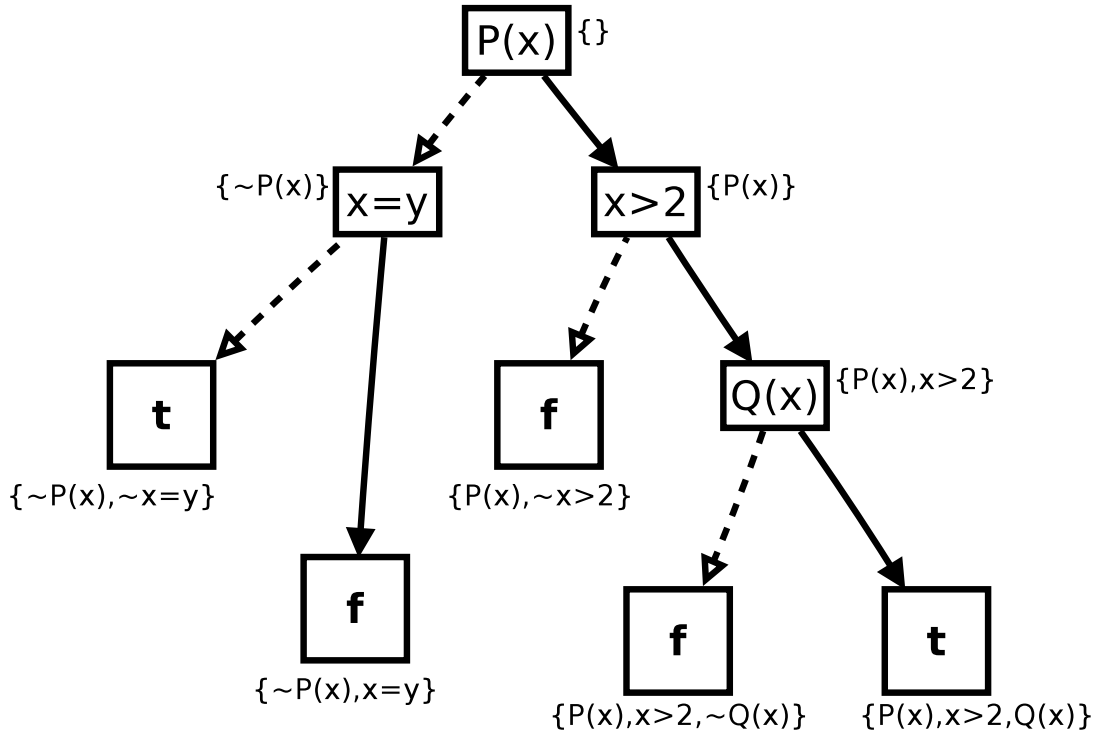 P(x) {}
{~P(x)} x=y x>2 {P(x)}
t f Q(x) {P(x),x>2}
{~P(x),~x=y} {P(x),~x>2}
f f t
{~P(x),x=y} {P(x),x>2,~Q(x)} {P(x),x>2,Q(x)}